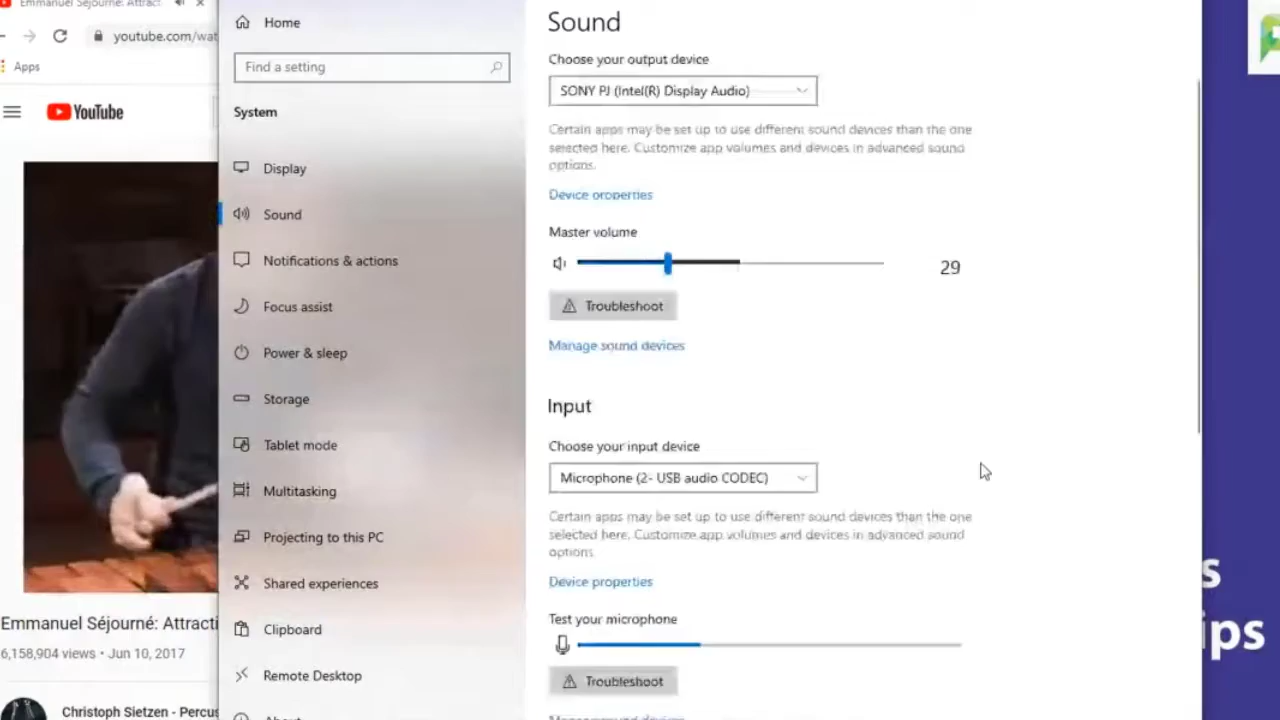 Emmanuel Séjourné: Attract
youtube.com/wat
Apps
YouTube
Emmanuel Séjourné: Attracti
6,158,904 views • Jun 10, 2017
Christoph Sietzen - Percus
Home
Find a setting
System
Display
Sound
Notifications & actions
Focus assist
Power & sleep
Storage
Tablet mode
Multitasking
Projecting to this PC
Shared experiences
Clipboard
Remote Desktop
About
Sound
Choose your output device
SONY PJ (Intel(R) Display Audio)
Certain apps may be set up to use different sound devices than the one
selected here. Customize app volumes and devices in advanced sound
options.
Device properties
Master volume
29
Troubleshoot
Manage sound devices
Input
Choose your input device
Microphone (2- USB audio CODEC)
Certain apps may be set up to use different sound devices than the one
selected here. Customize app volumes and devices in advanced sound
options.
Device properties
Test your microphone
Troubleshoot
Manage sound devices
s
ips